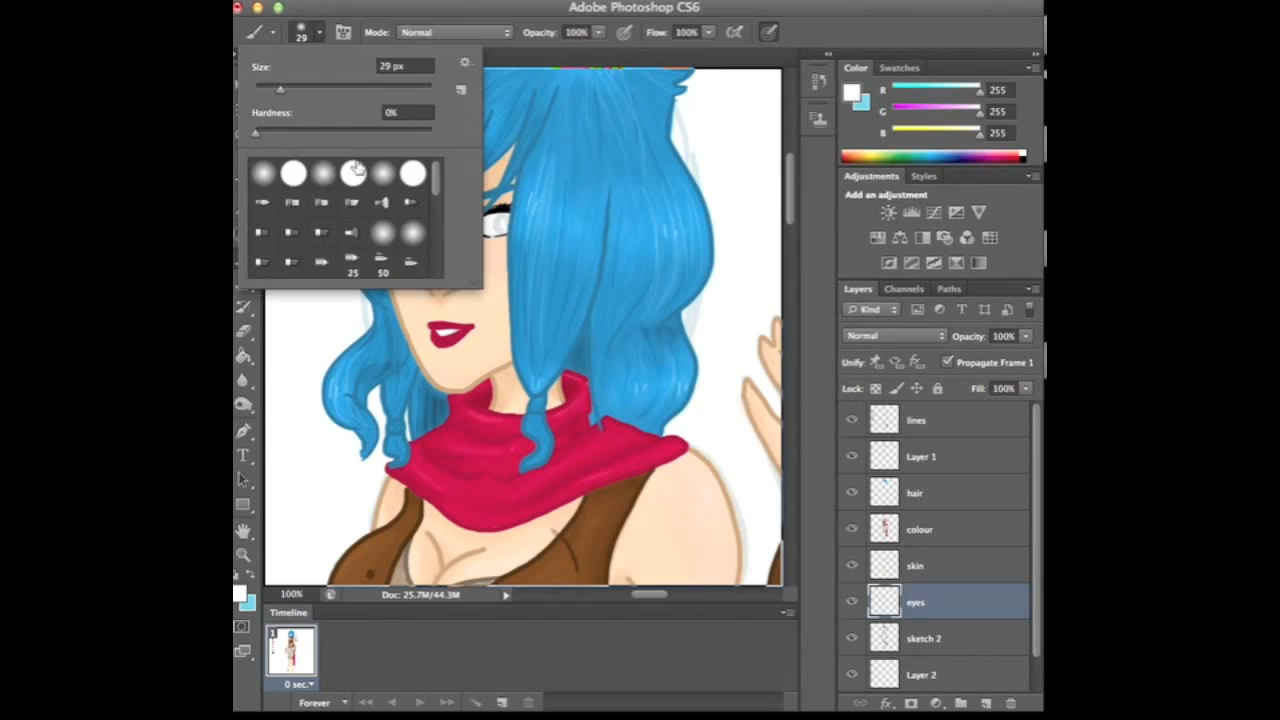 Adobe Photoshop CS6
29 Mode: Normal Opacity: 100% Flow: 100%
Size: 29 px
Hardness: 0%
25 50
Color Swatches
R 255
G 255
B 255
Adjustments Styles
Add an adjustment
Layers Channels Paths
Kind T
Normal Opacity: 100%
Unify: Propagate Frame 1
Lock: Fill: 100%
lines
Layer 1
hair
colour
skin
eyes
sketch 2
Layer 2
T
100% Doc: 25.7M/44.3M
Timeline
1
0 sec.
Forever
fx